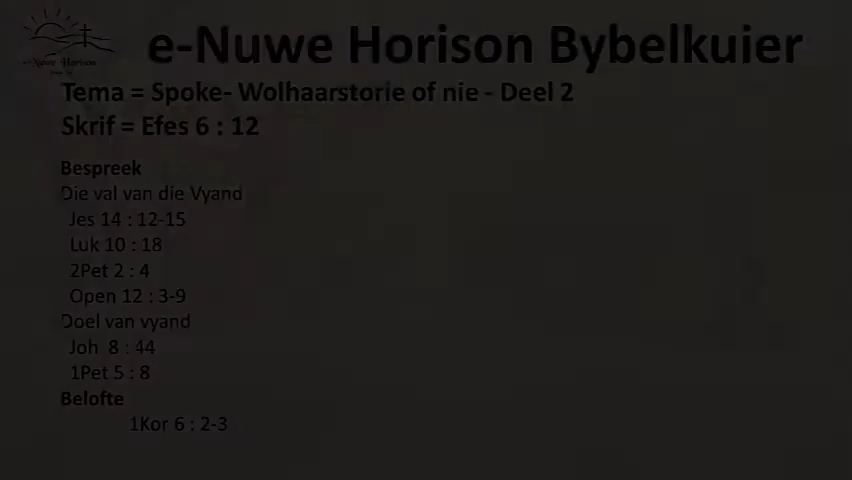 e-Nuwe Horison
e-Nuwe Horison Bybelkuier
Tema = Spoke- Wolhaarstorie of nie - Deel 2
Skrif = Efes 6 : 12
Bespreek
Die val van die Vyand
Jes 14 : 12-15
Luk 10 : 18
2Pet 2 : 4
Open 12 : 3-9
Doel van vyand
Joh 8 : 44
1Pet 5 : 8
Belofte
1Kor 6 : 2-3